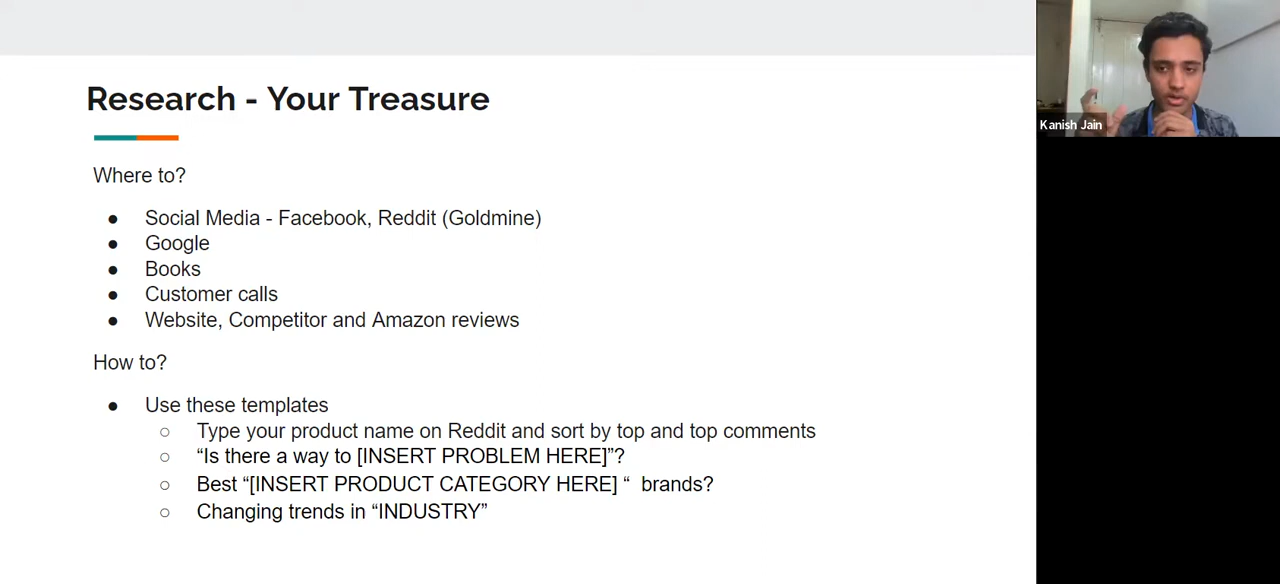 Research - Your Treasure
Kanish Jain
Where to?
● Social Media - Facebook, Reddit (Goldmine)
● Google
● Books
● Customer calls
● Website, Competitor and Amazon reviews
How to?
● Use these templates
○ Type your product name on Reddit and sort by top and top comments
○ “Is there a way to [INSERT PROBLEM HERE]”?
○ Best “[INSERT PRODUCT CATEGORY HERE] “ brands?
○ Changing trends in “INDUSTRY”